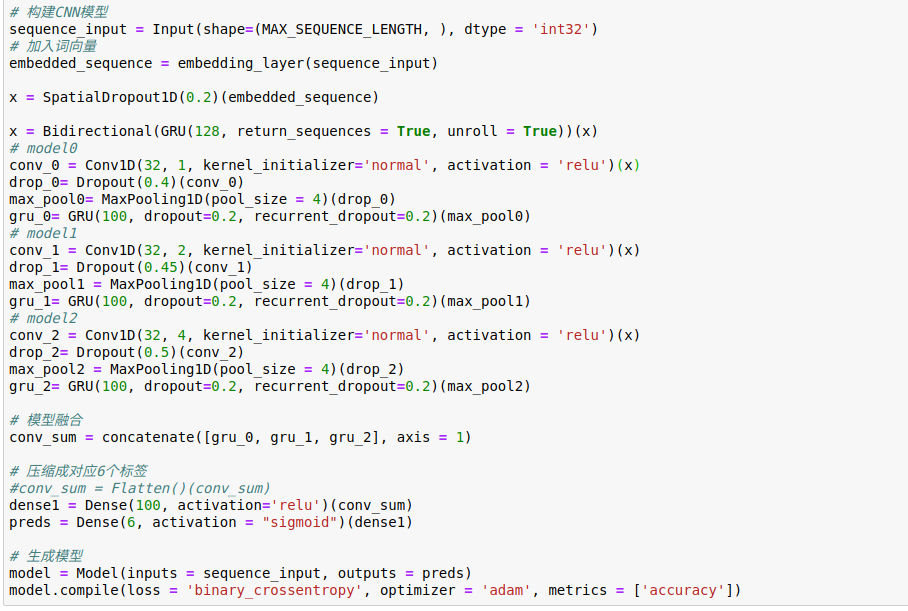 # 构建CNN模型
sequence_input = Input(shape=(MAX_SEQUENCE_LENGTH, ), dtype = 'int32')
# 加入词向量
embedded_sequence = embedding_layer(sequence_input)
x = SpatialDropout1D(0.2)(embedded_sequence)
x = Bidirectional(GRU(128, return_sequences = True, unroll = True))(x)
# model0
conv_0 = Conv1D(32, 1, kernel_initializer='normal', activation = 'relu')(x)
drop_0= Dropout(0.4)(conv_0)
max_pool0= MaxPooling1D(pool_size = 4)(drop_0)
gru_0= GRU(100, dropout=0.2, recurrent_dropout=0.2)(max_pool0)
# model1
conv_1 = Conv1D(32, 2, kernel_initializer='normal', activation = 'relu')(x)
drop_1= Dropout(0.45)(conv_1)
max_pool1 = MaxPooling1D(pool_size = 4)(drop_1)
gru_1= GRU(100, dropout=0.2, recurrent_dropout=0.2)(max_pool1)
# model2
conv_2 = Conv1D(32, 4, kernel_initializer='normal', activation = 'relu')(x)
drop_2= Dropout(0.5)(conv_2)
max_pool2 = MaxPooling1D(pool_size = 4)(drop_2)
gru_2= GRU(100, dropout=0.2, recurrent_dropout=0.2)(max_pool2)
# 模型融合
conv_sum = concatenate([gru_0, gru_1, gru_2], axis = 1)
# 压缩成对应6个标签
#conv_sum = Flatten()(conv_sum)
dense1 = Dense(100, activation='relu')(conv_sum)
preds = Dense(6, activation = "sigmoid")(dense1)
# 生成模型
model = Model(inputs = sequence_input, outputs = preds)
model.compile(loss = 'binary_crossentropy', optimizer = 'adam', metrics = ['accuracy'])